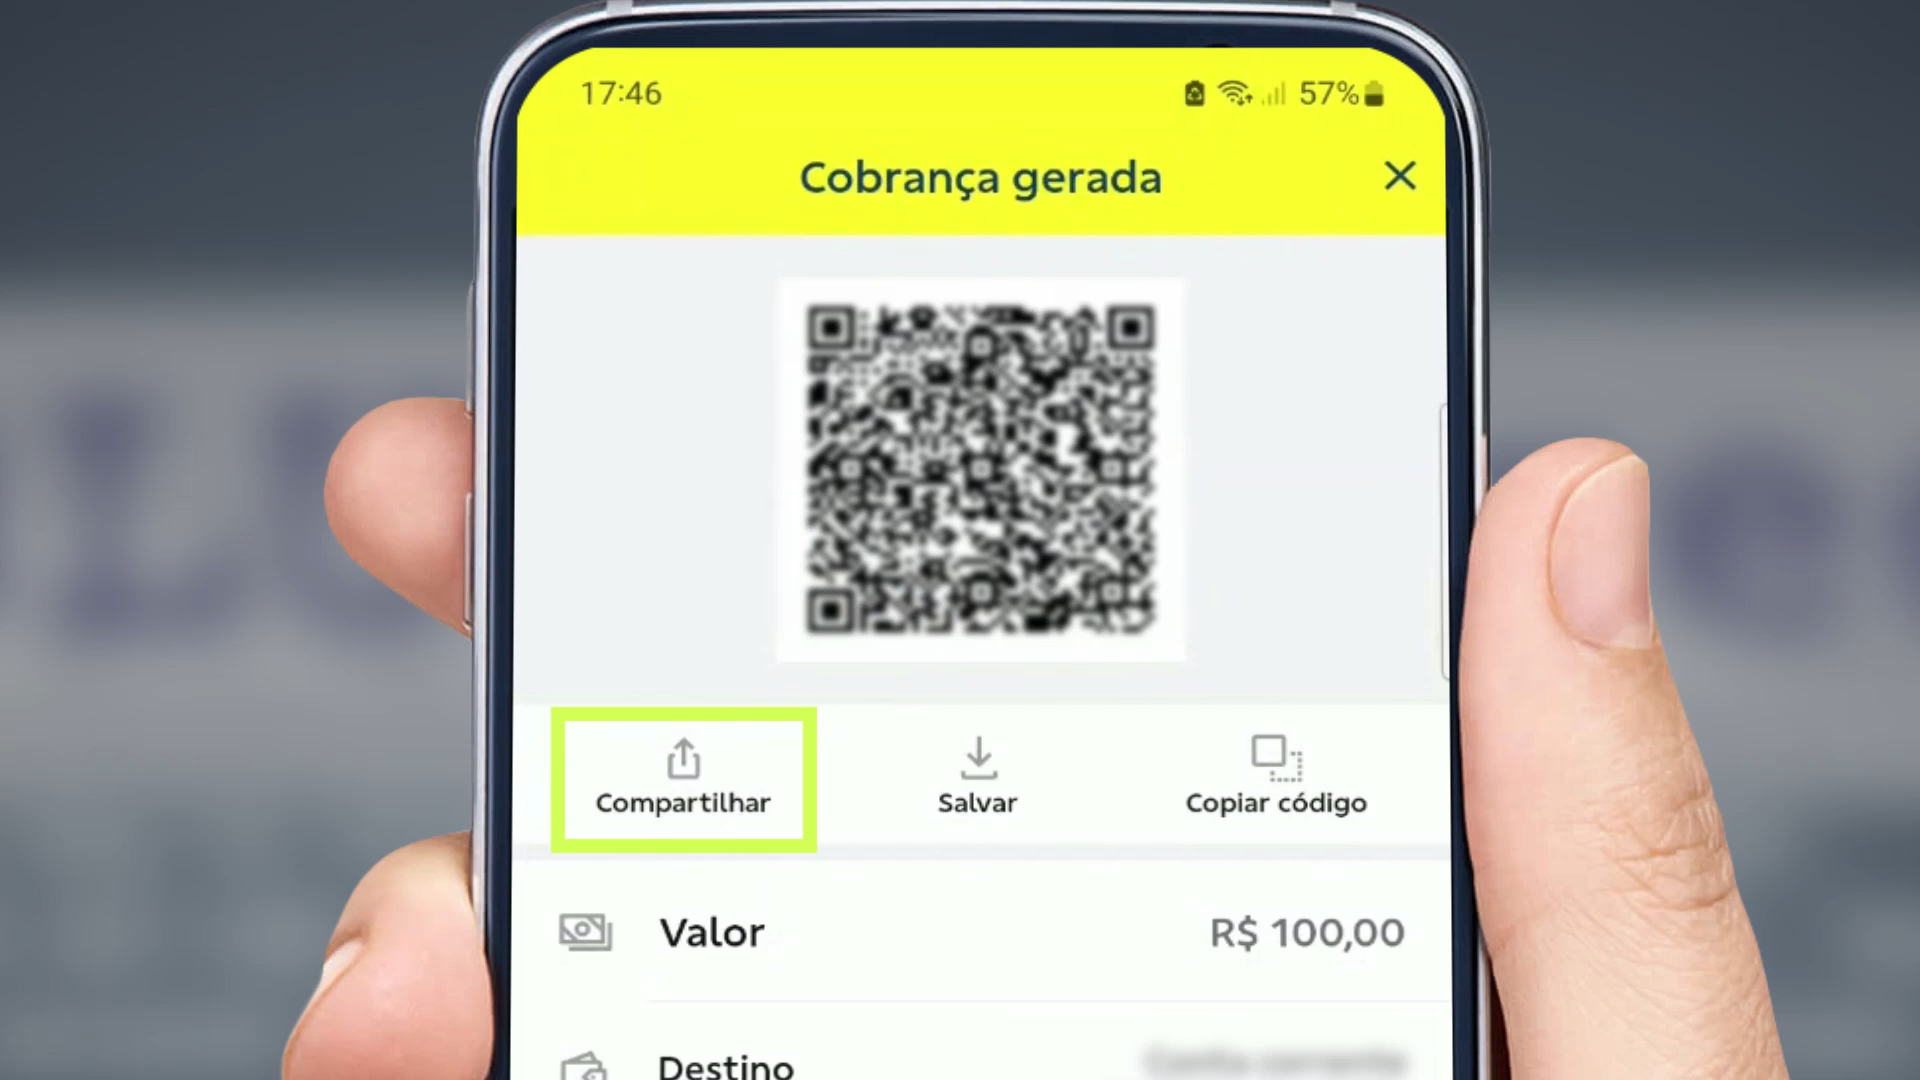 17:46
57%
Cobrança gerada
Compartilhar
Salvar
Copiar código
Valor
R$ 100,00
Destino